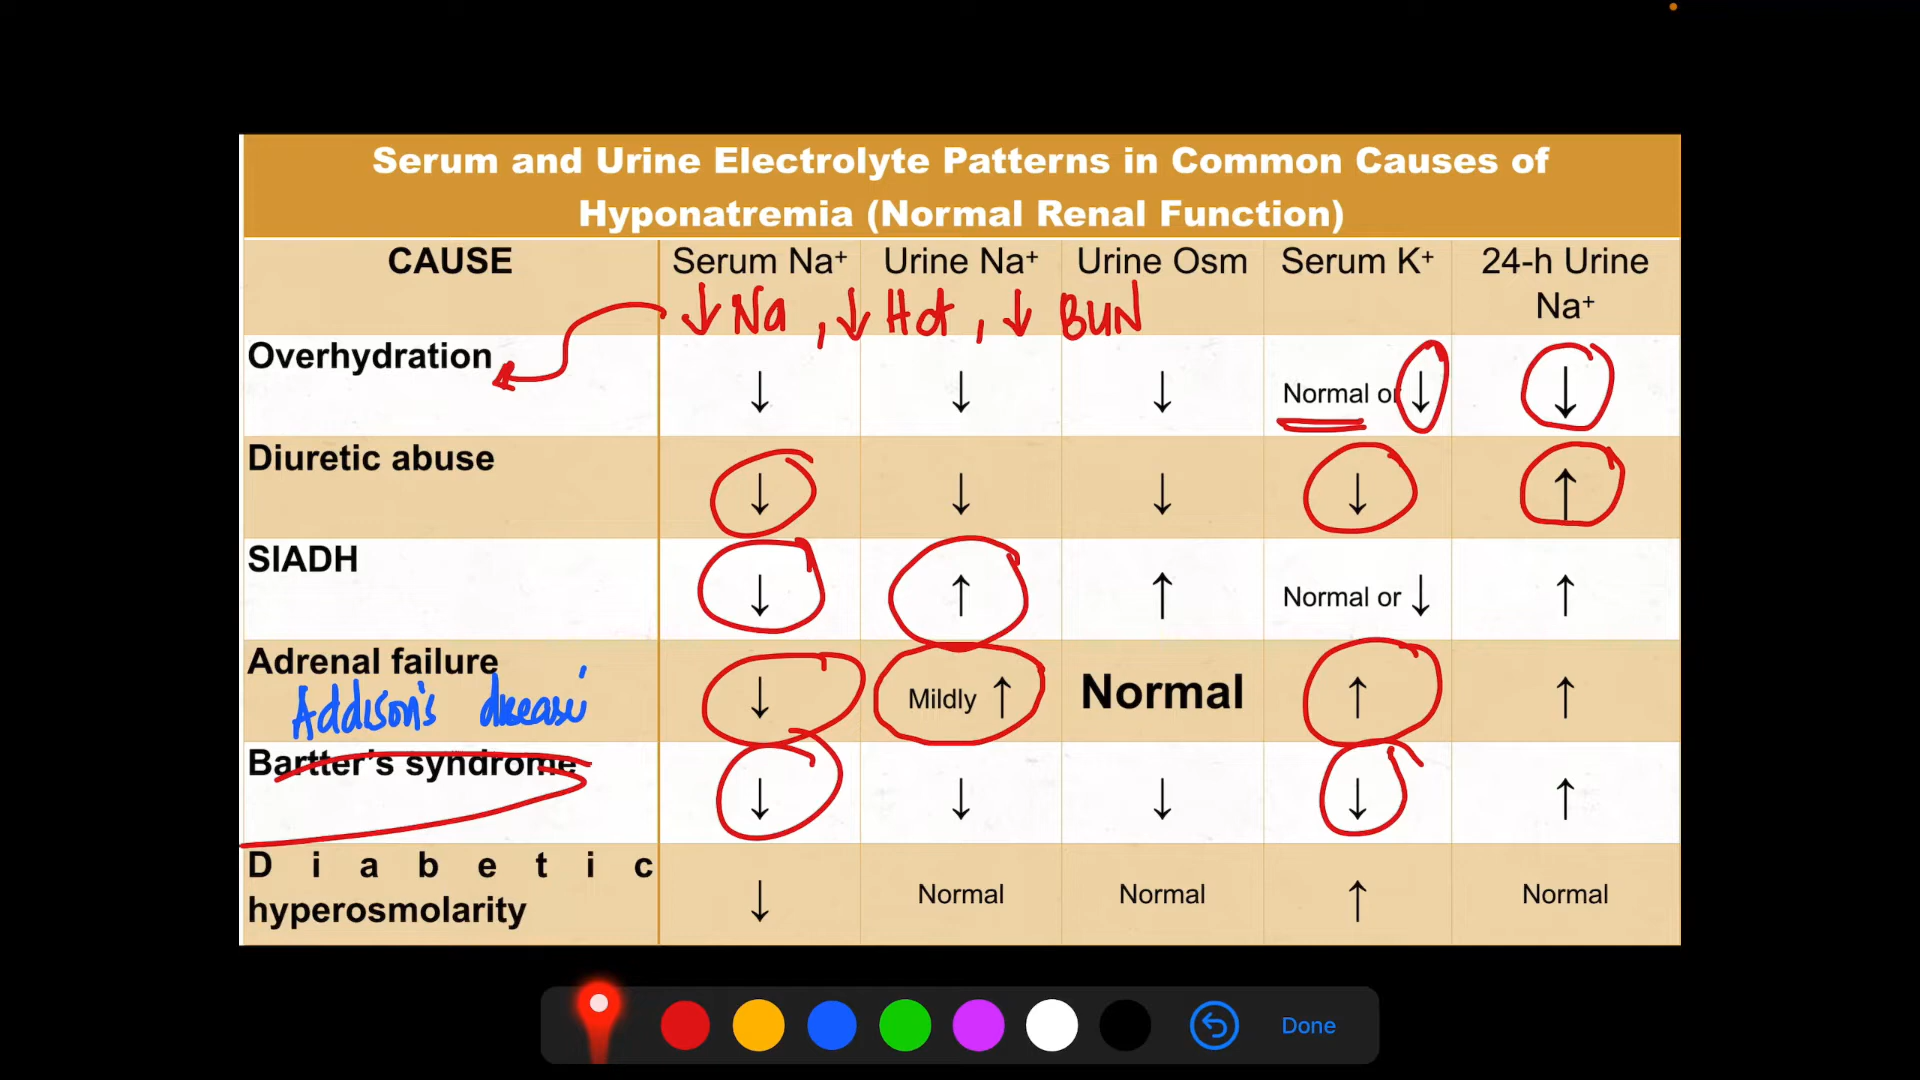 Serum and Urine Electrolyte Patterns in Common Causes of
Hyponatremia (Normal Renal Function)
CAUSE Serum Na⁺ Urine Na⁺ Urine Osm Serum K⁺ 24-h Urine
Na⁺
↓ Na , ↓ Hct , ↓ BUN
Overhydration ↓ ↓ ↓ Normal or ↓ ↓
Diuretic abuse ↓ ↓ ↓ ↓ ↑
SIADH ↓ ↑ ↑ Normal or ↓ ↑
Adrenal failure ↓ Mildly ↑ Normal ↑ ↑
Addison's disease
Bartter's syndrome ↓ ↓ ↓ ↓ ↑
Diabetic
hyperosmolarity ↓ Normal Normal ↑ Normal
Done